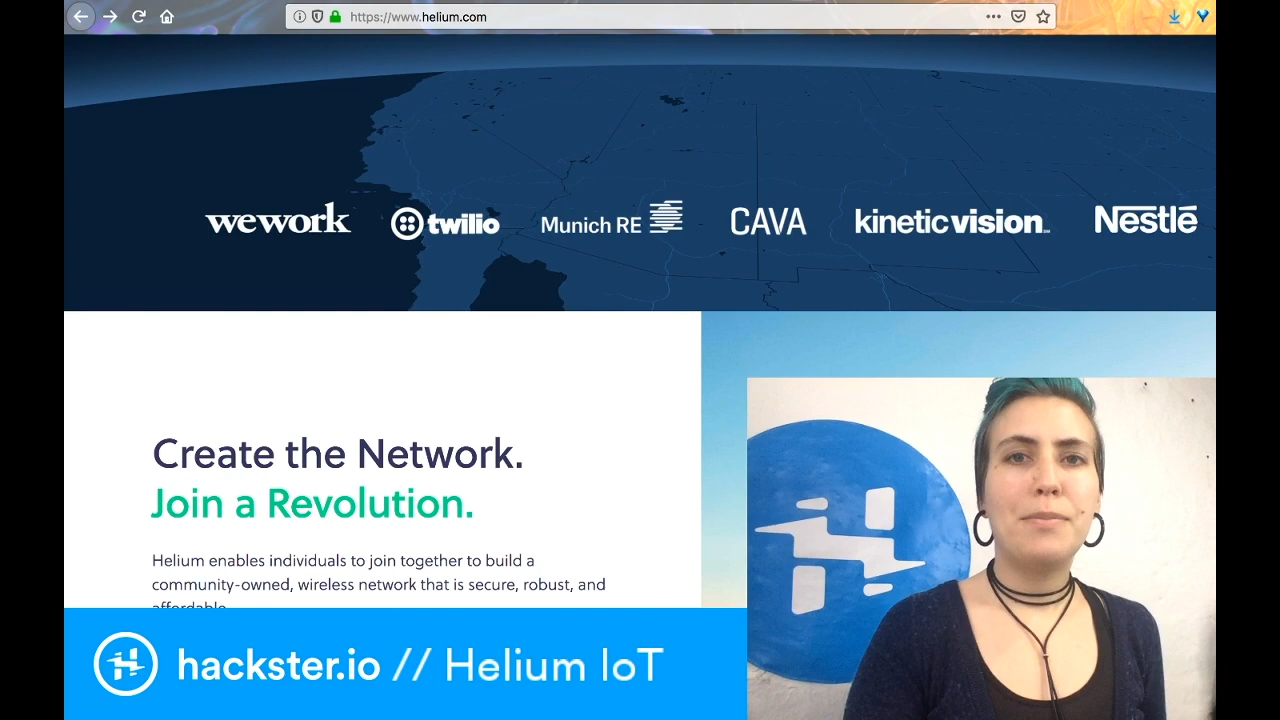 https://www.helium.com
wework twilio Munich RE CAVA kineticvision Nestlé
Create the Network.
Join a Revolution.
Helium enables individuals to join together to build a
community-owned, wireless network that is secure, robust, and
affordable
hackster.io // Helium IoT